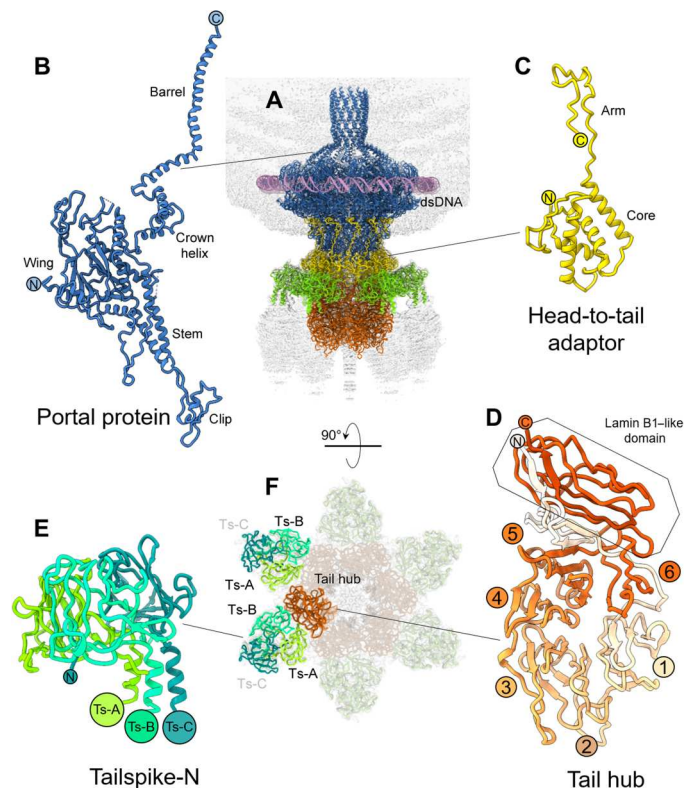 B
C
Barrel
A
C
C
Arm
C
dsDNA
N
Core
Crown
helix
Wing
N
Stem
Head-to-tail
adaptor
Portal protein
Clip
90°
D
C
N
Lamin B1–like
domain
E
F
Ts-C
Ts-B
Ts-A
Tail hub
Ts-B
Ts-C
Ts-A
5
6
4
1
3
2
N
Ts-A
Ts-B
Ts-C
Tailspike-N
Tail hub